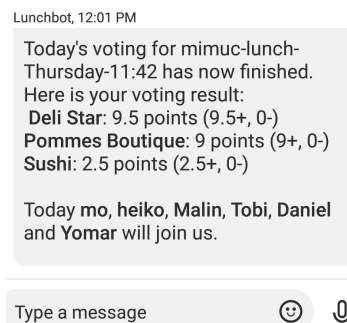 Lunchbot, 12:01 PM
Today's voting for mimuc-lunch-
Thursday-11:42 has now finished.
Here is your voting result:
Deli Star: 9.5 points (9.5+, 0-)
Pommes Boutique: 9 points (9+, 0-)
Sushi: 2.5 points (2.5+, 0-)
Today mo, heiko, Malin, Tobi, Daniel
and Yomar will join us.
Type a message